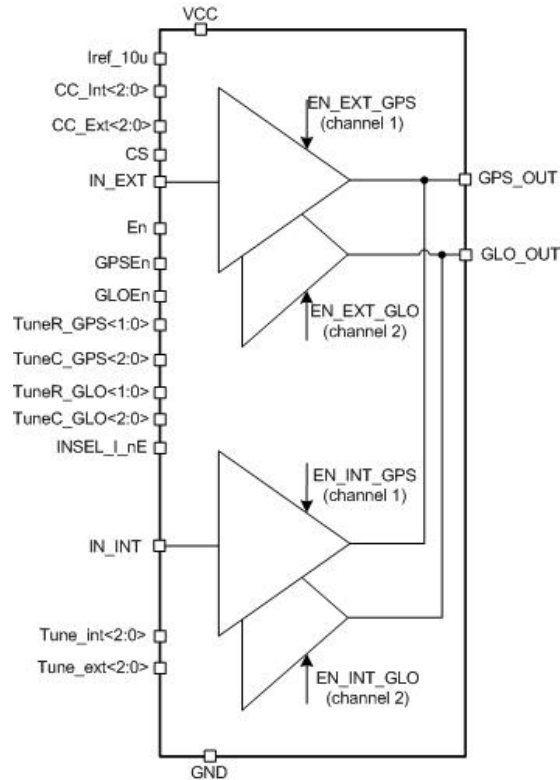 VCC
Iref_10u
CC_Int<2:0>
CC_Ext<2:0>
CS
IN_EXT
En
GPSEn
GLOEn
TuneR_GPS<1:0>
TuneC_GPS<2:0>
TuneR_GLO<1:0>
TuneC_GLO<2:0>
INSEL_I_nE
IN_INT
Tune_int<2:0>
Tune_ext<2:0>
EN_EXT_GPS
(channel 1)
GPS_OUT
GLO_OUT
EN_EXT_GLO
(channel 2)
EN_INT_GPS
(channel 1)
EN_INT_GLO
(channel 2)
GND